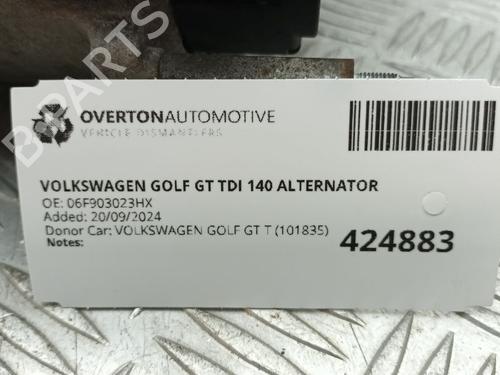 OVERTONAUTOMOTIVE
VEHICLE DISMANTLERS
VOLKSWAGEN GOLF GT TDI 140 ALTERNATOR
OE: 06F903023HX
Added: 20/09/2024
Donor Car: VOLKSWAGEN GOLF GT T (101835)
Notes:
424883
B-PARTS